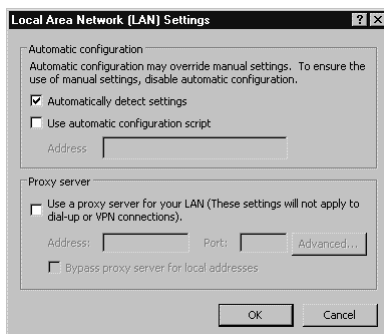 Local Area Network (LAN) Settings
Automatic configuration
Automatic configuration may override manual settings. To ensure the
use of manual settings, disable automatic configuration.
Automatically detect settings
Use automatic configuration script
Address
Proxy server
Use a proxy server for your LAN (These settings will not apply to
dial-up or VPN connections).
Address: Port: Advanced...
Bypass proxy server for local addresses
OK Cancel